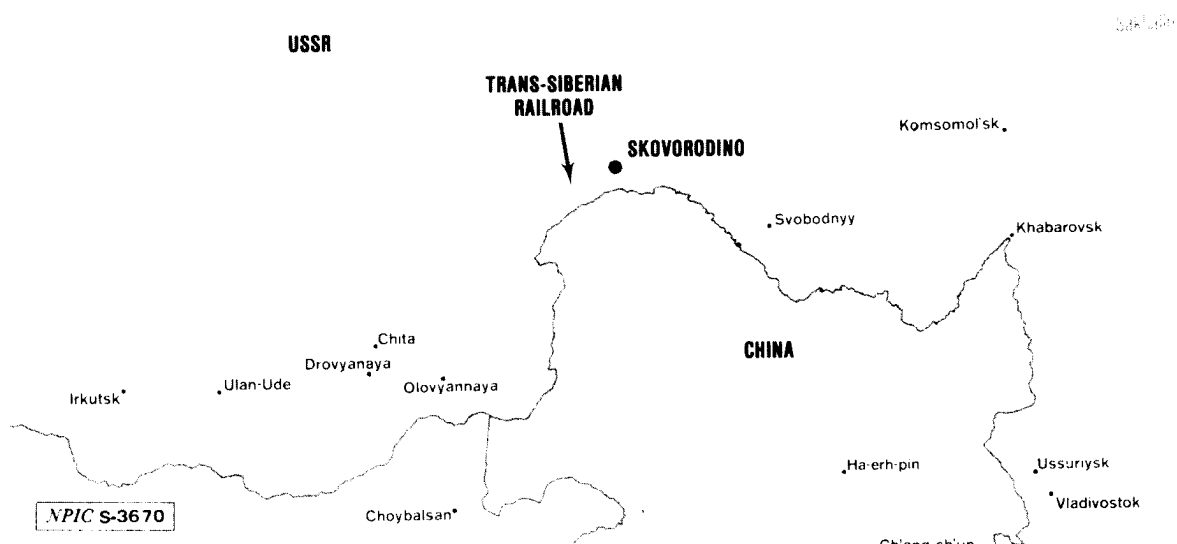 USSR
TRANS-SIBERIAN
RAILROAD
Komsomol'sk
SKOVORODINO
Svobodnyy
Khabarovsk
Chita
CHINA
Drovyanaya
Ulan-Ude
Olovyannaya
Irkutsk
Ha-erh-pin
Ussuriysk
Vladivostok
NPIC S-3670
Choybalsan